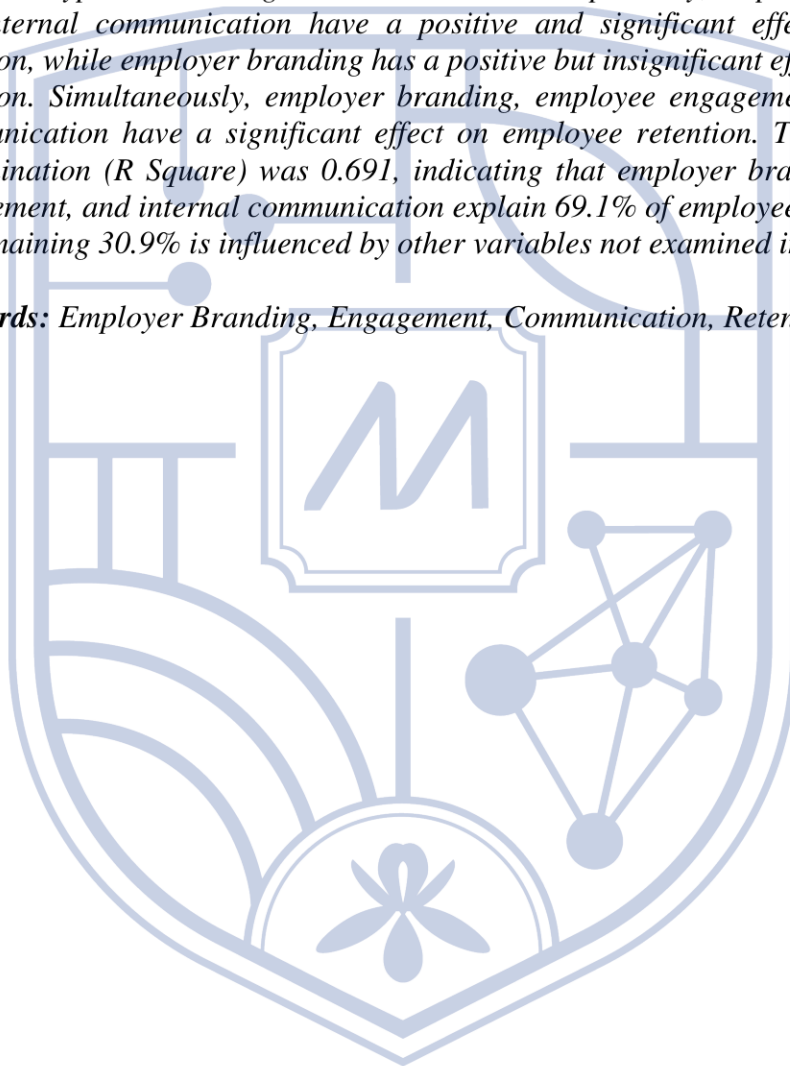 nternal communication have a positive and significant effe
on, while employer branding has a positive but insignificant ef
on. Simultaneously, employer branding, employee engageme
unication have a significant effect on employee retention. T
ination (R Square) was 0.691, indicating that employer bra
ement, and internal communication explain 69.1% of employee
maining 30.9% is influenced by other variables not examined i
rds: Employer Branding, Engagement, Communication, Reten
M